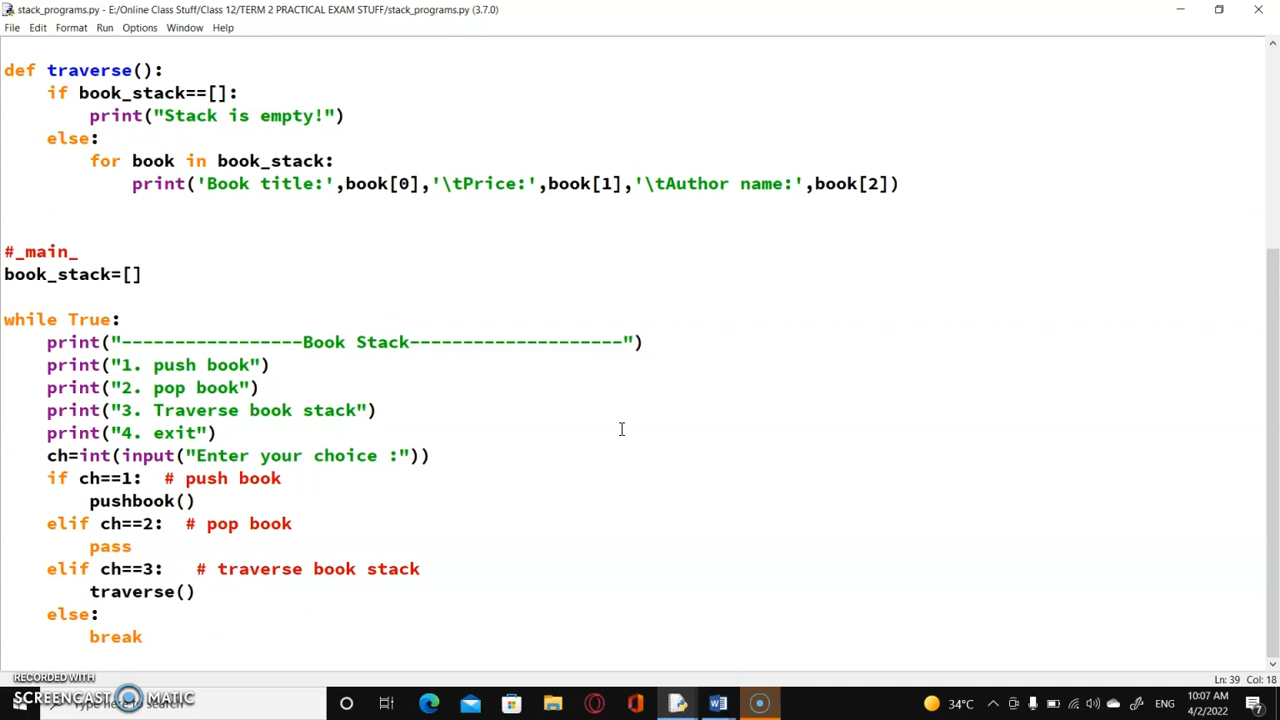 stack_programs.py - E:/Online Class Stuff/Class 12/TERM 2 PRACTICAL EXAM STUFF/stack_programs.py (3.7.0)
File Edit Format Run Options Window Help
def traverse():
    if book_stack==[]:
        print("Stack is empty!")
    else:
        for book in book_stack:
            print('Book title:',book[0],'\tPrice:',book[1],'\tAuthor name:',book[2])
#_main_
book_stack=[]
while True:
    print("-----------------Book Stack--------------------")
    print("1. push book")
    print("2. pop book")
    print("3. Traverse book stack")
    print("4. exit")
    ch=int(input("Enter your choice :"))
    if ch==1:  # push book
        pushbook()
    elif ch==2:  # pop book
        pass
    elif ch==3:   # traverse book stack
        traverse()
    else:
        break
Ln: 39 Col: 18
RECORDED WITH
SCREENCAST MATIC
Type here to search
34°C
ENG
10:07 AM
4/2/2022
7